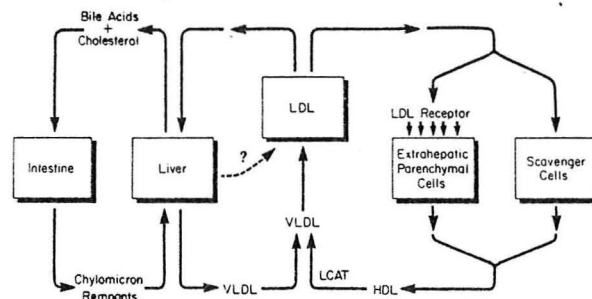 Bile Acids
+
Cholesterol
LDL
LDL Receptor
Intestine
Liver
?
Extrahepatic
Parenchymal
Cells
Scavenger
Cells
VLDL
Chylomicron
Remnants
VLDL
LCAT
HDL